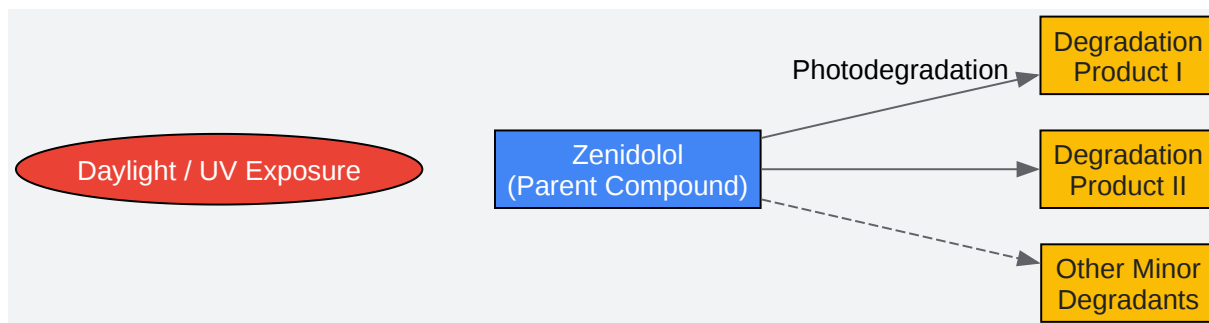 Daylight / UV Exposure
Zenidolol
(Parent Compound)
Photodegradation
Degradation
Product I
Degradation
Product II
Other Minor
Degradants